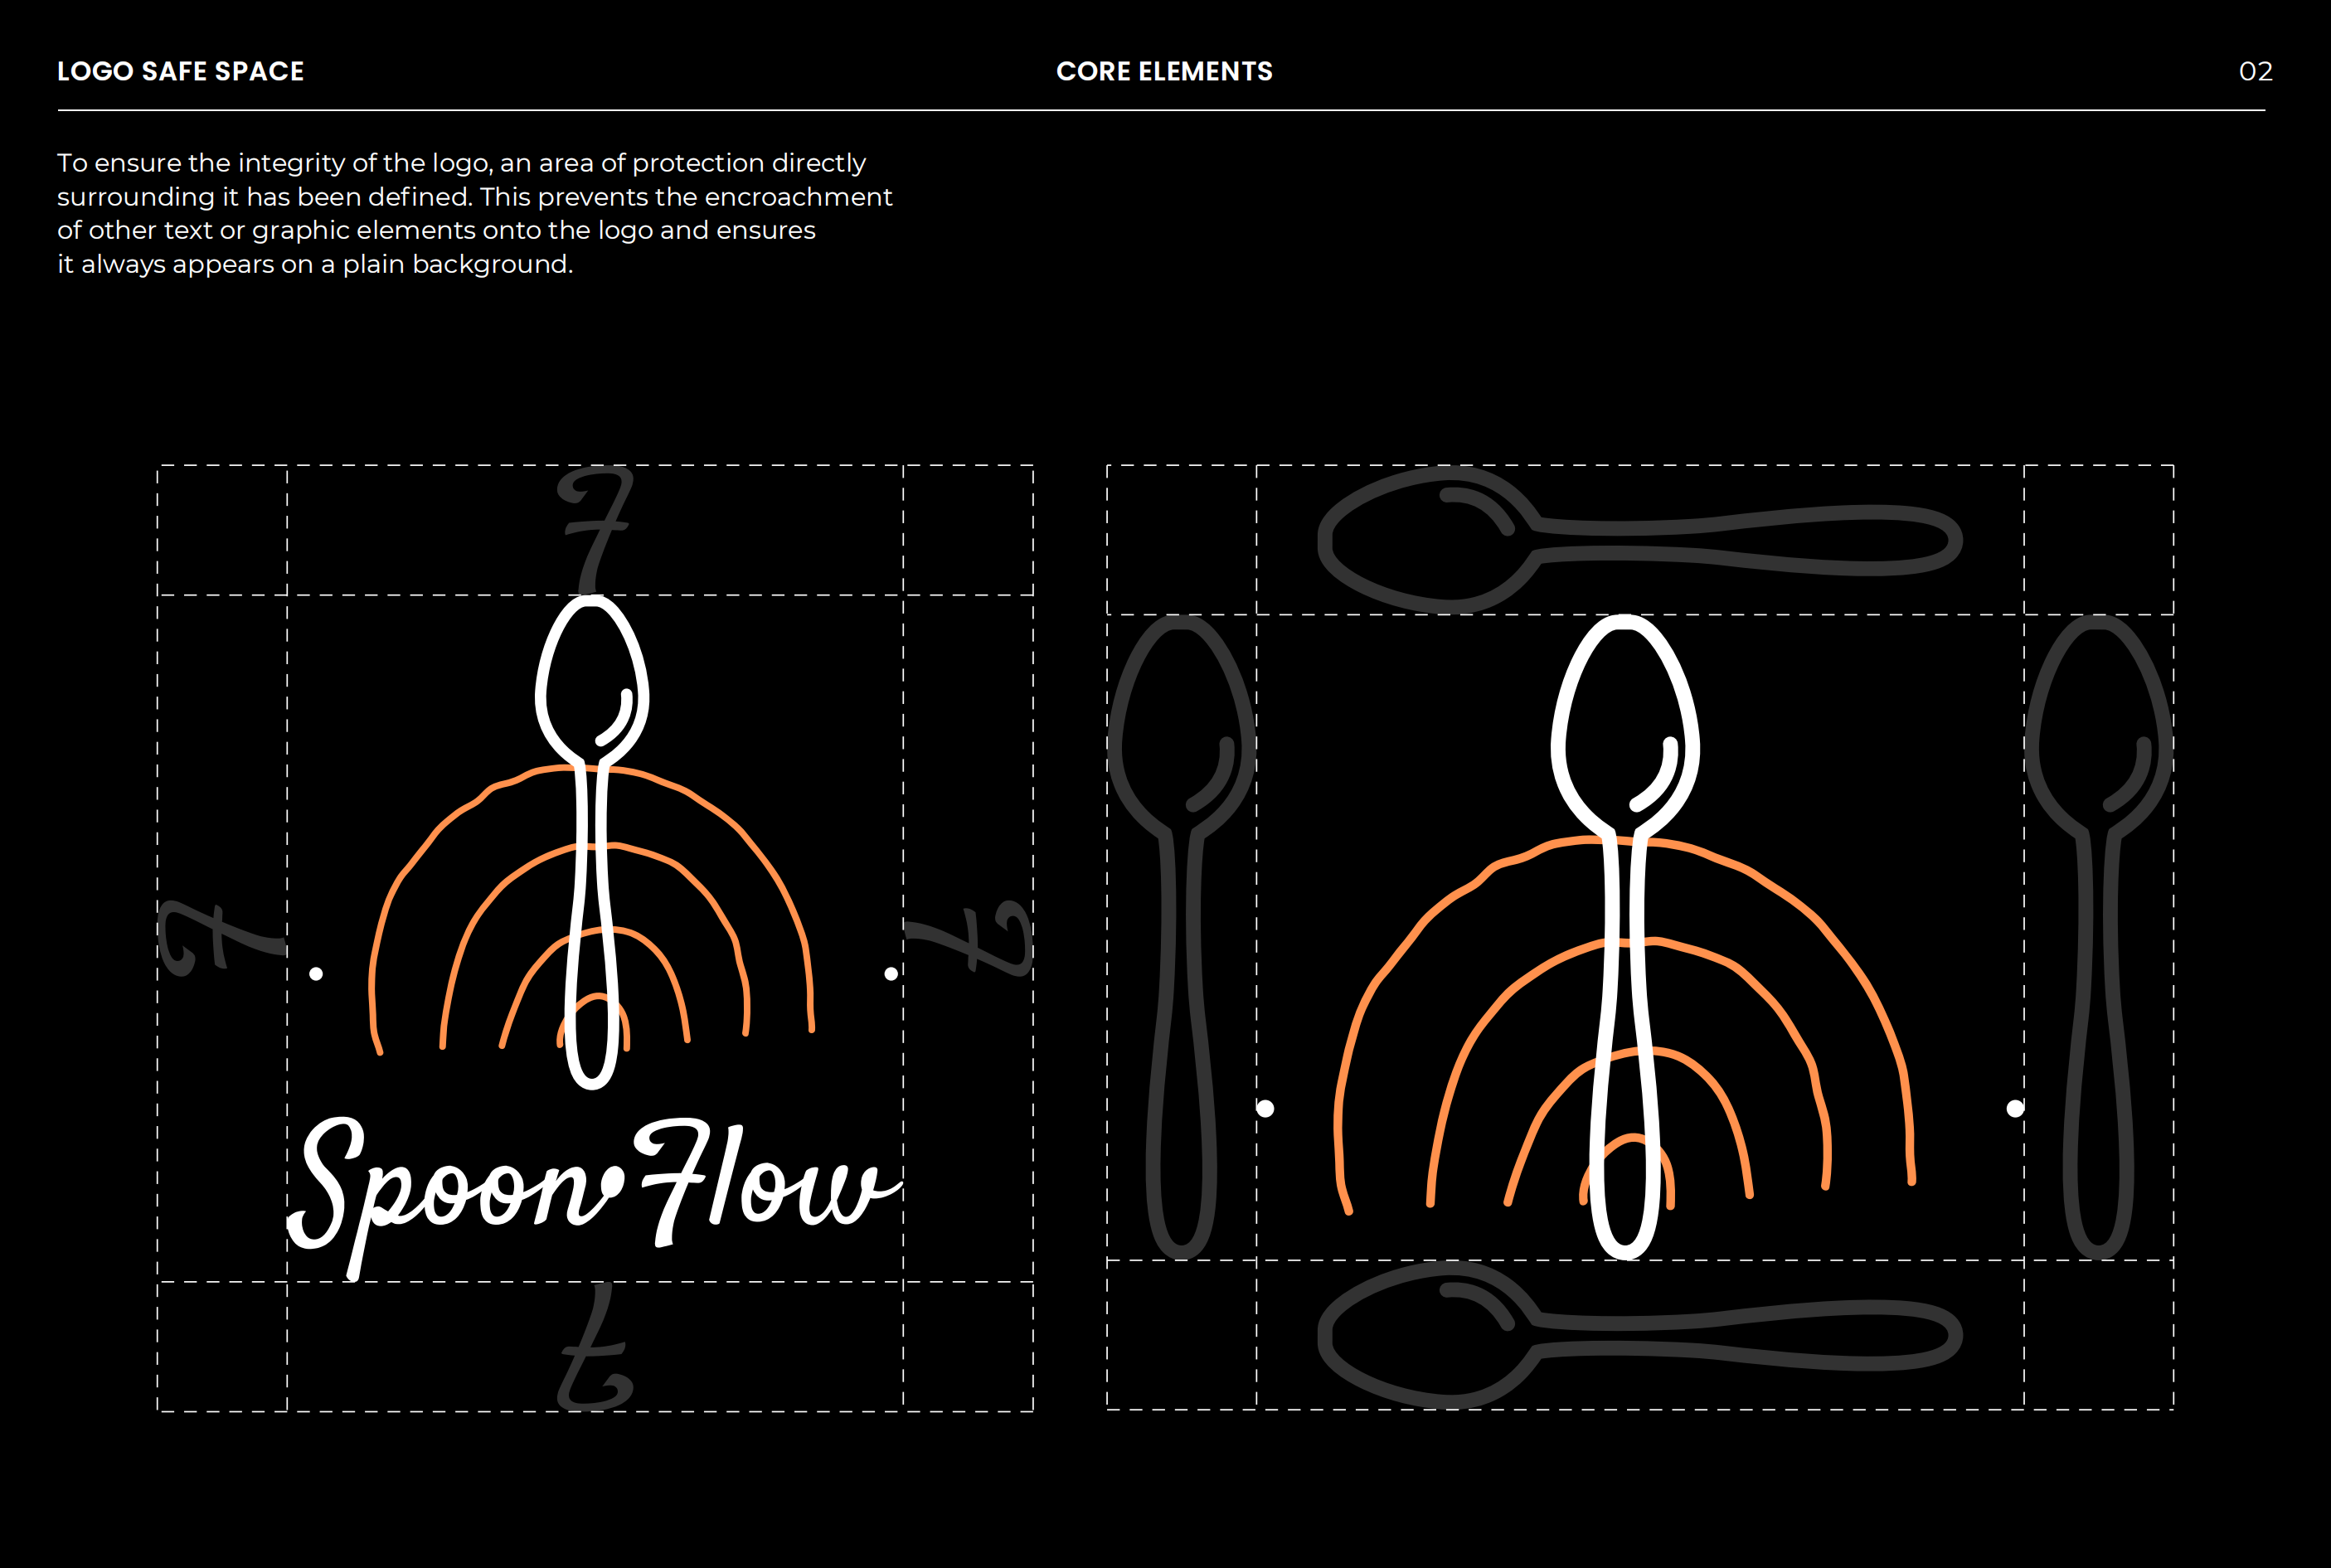 LOGO SAFE SPACE
CORE ELEMENTS
02
To ensure the integrity of the logo, an area of protection directly
surrounding it has been defined. This prevents the encroachment
of other text or graphic elements onto the logo and ensures
it always appears on a plain background.
F
F
F
Spoon Flow
F